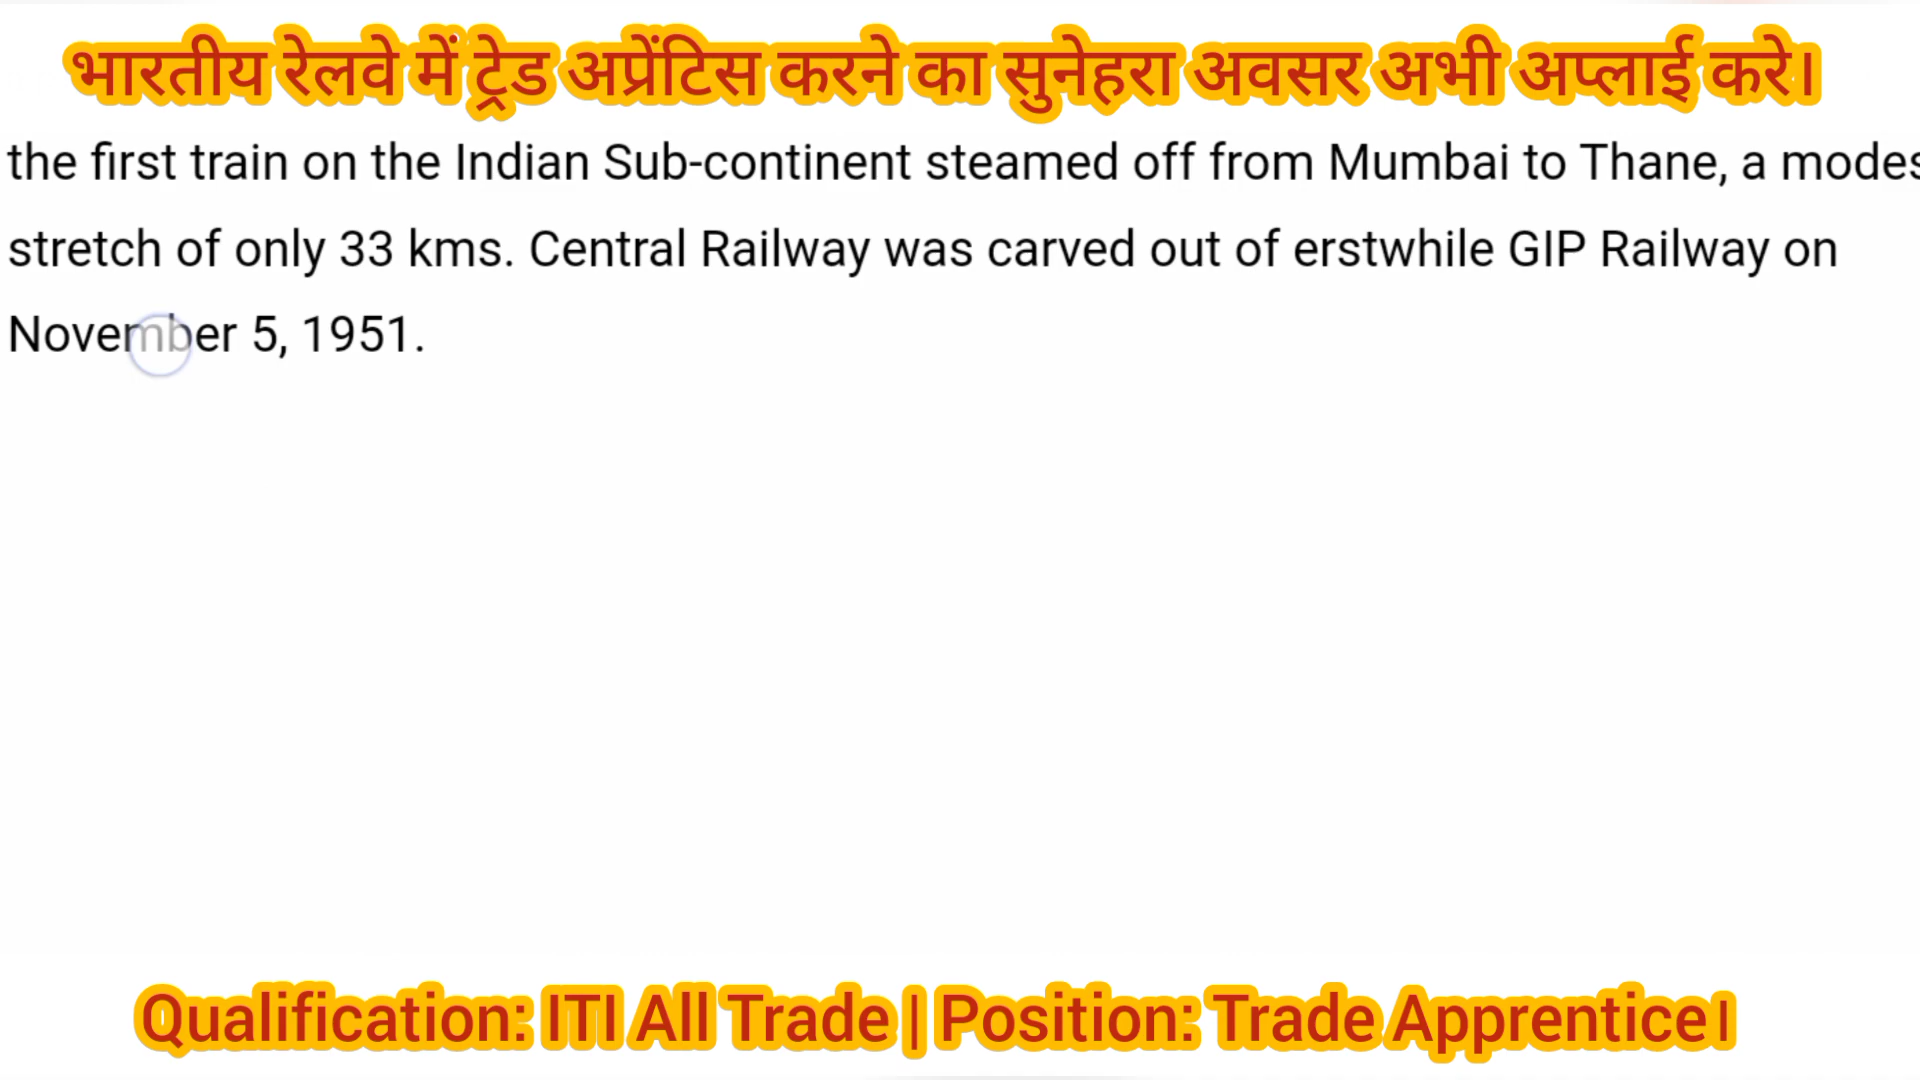 भारतीय रेलवे में ट्रेड अप्रेंटिस करने का सुनेहरा अवसर अभी अप्लाई करे।
the first train on the Indian Sub-continent steamed off from Mumbai to Thane, a modes
stretch of only 33 kms. Central Railway was carved out of erstwhile GIP Railway on
November 5, 1951.
Qualification: ITI All Trade | Position: Trade Apprentice।